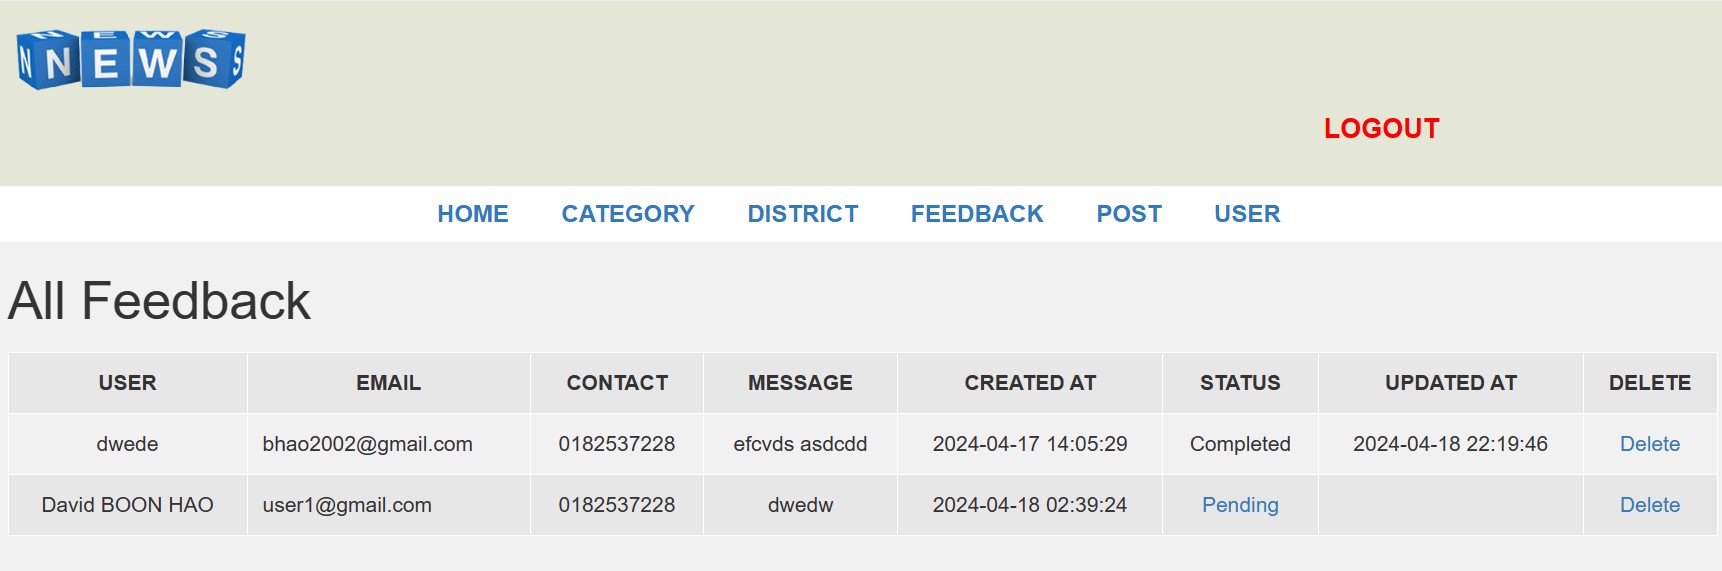 N N E W S S
N E W S
LOGOUT
HOME CATEGORY DISTRICT FEEDBACK POST USER
All Feedback
USER EMAIL CONTACT MESSAGE CREATED AT STATUS UPDATED AT DELETE
dwede bhao2002@gmail.com 0182537228 efcvds asdcdd 2024-04-17 14:05:29 Completed 2024-04-18 22:19:46 Delete
David BOON HAO user1@gmail.com 0182537228 dwedw 2024-04-18 02:39:24 Pending Delete